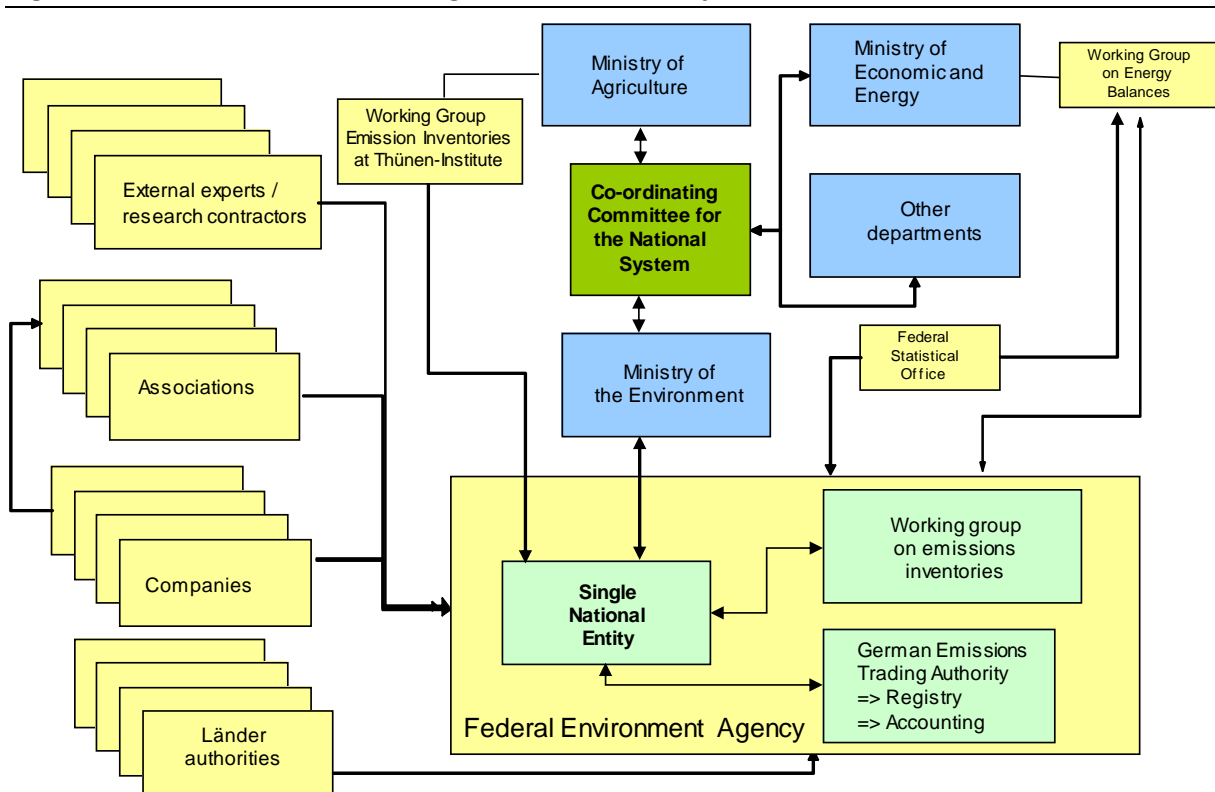 Ministry of
Agriculture
Ministry of
Economic and
Energy
Working Group
on Energy
Balances
Working Group
Emission Inventories
at Thünen-Institute
External experts /
research contractors
Co-ordinating
Committee for
the National
System
Other
departments
Federal
Statistical
Office
Ministry of
the Environment
Associations
Companies
Länder
authorities
Single
National
Entity
Working group
on emissions
inventories
German Emissions
Trading Authority
=> Registry
=> Accounting
Federal Environment Agency